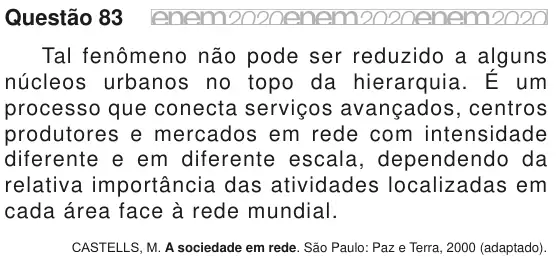 Questão 83 enem2020enem2020enem2020
Tal fenômeno não pode ser reduzido a alguns
núcleos urbanos no topo da hierarquia. É um
processo que conecta serviços avançados, centros
produtores e mercados em rede com intensidade
diferente e em diferente escala, dependendo da
relativa importância das atividades localizadas em
cada área face à rede mundial.
CASTELLS, M. A sociedade em rede. São Paulo: Paz e Terra, 2000 (adaptado).